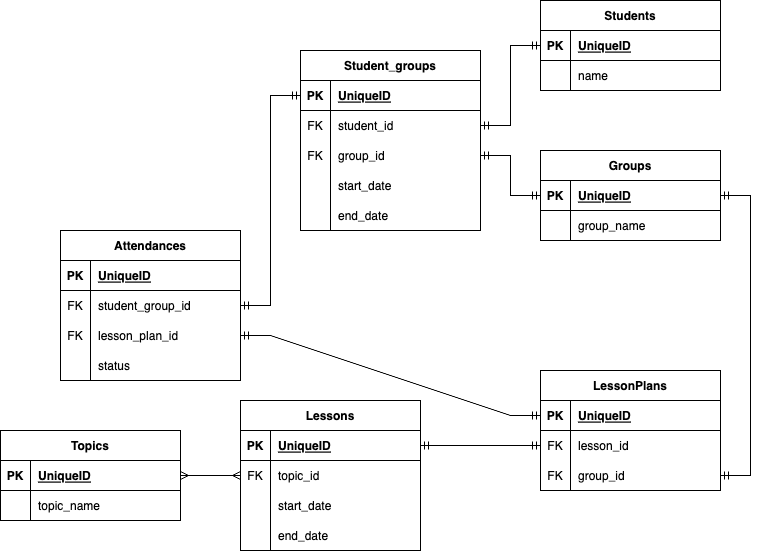 Students
PK UniqueID
name
Student_groups
PK UniqueID
FK student_id
FK group_id
start_date
end_date
Groups
PK UniqueID
group_name
Attendances
PK UniqueID
FK student_group_id
FK lesson_plan_id
status
LessonPlans
PK UniqueID
FK lesson_id
FK group_id
Lessons
PK UniqueID
FK topic_id
start_date
end_date
Topics
PK UniqueID
topic_name